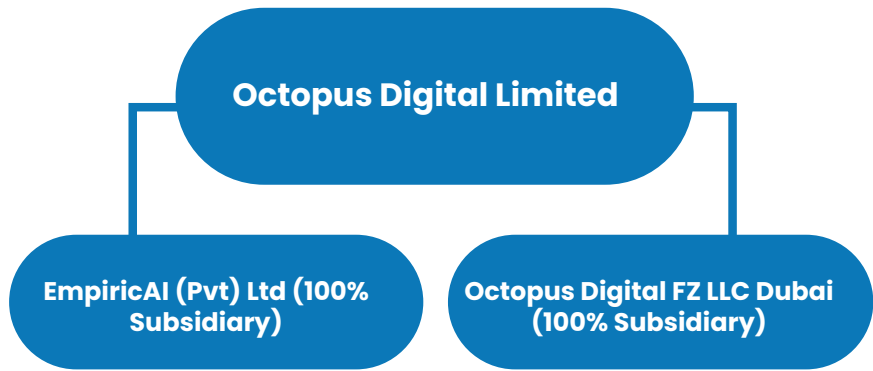 Octopus Digital Limited
EmpiricAI (Pvt) Ltd (100%
Subsidiary)
Octopus Digital FZ LLC Dubai
(100% Subsidiary)